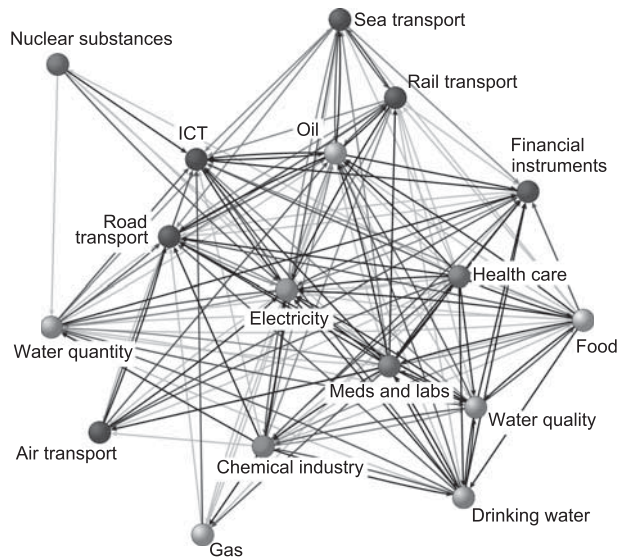 Sea transport
Nuclear substances
Rail transport
ICT
Oil
Financial
instruments
Road
transport
Health care
Electricity
Food
Water quantity
Meds and labs
Water quality
Air transport
Chemical industry
Drinking water
Gas